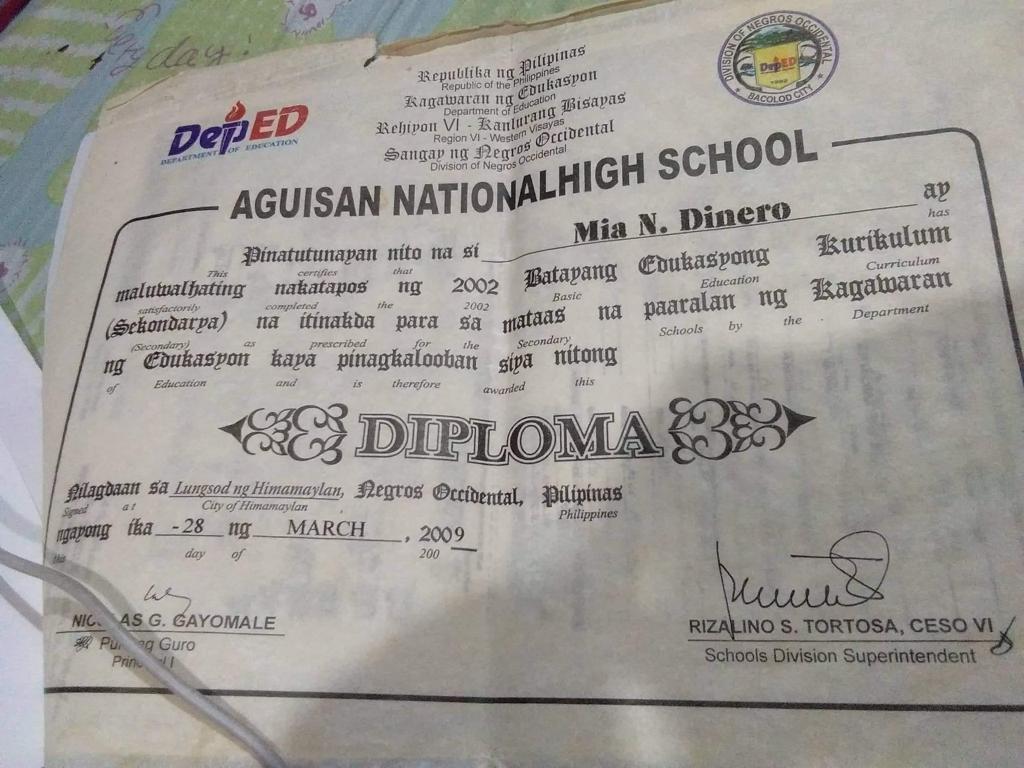 day!
DepED
DEPARTMENT OF EDUCATION
Republika ng Pilipinas
Republic of the Philippines
Kagawaran ng Edukasyon
Department of Education
Rehiyon VI - Kanlurang Bisayas
Region VI - Western Visayas
Sangay ng Negros Occidental
Division of Negros Occidental
DIVISION OF NEGROS OCCIDENTAL
DepED
BACOLOD CITY
AGUISAN NATIONALHIGH SCHOOL
Pinatutunayan nito na si Mia N. Dinero ay
This certifies that has
maluwalhating nakatapos ng 2002 Batayang Edukasyong Kurikulum
satisfactorily completed the 2002 Basic Education Curriculum
(Sekondarya) na itinakda para sa mataas na paaralan ng Kagawaran
(Secondary) as prescribed for the Secondary Schools by the Department
ng Edukasyon kaya pinagkalooban siya nitong
of Education and is therefore awarded this
DIPLOMA
Nilagdaan sa Lungsod ng Himamaylan, Negros Occidental, Pilipinas
Signed at City of Himamaylan Philippines
ngayong ika -28 ng MARCH, 2009
this day of 200
G. GAYOMALE
Guro
RIZALINO S. TORTOSA, CESO VI
Schools Division Superintendent